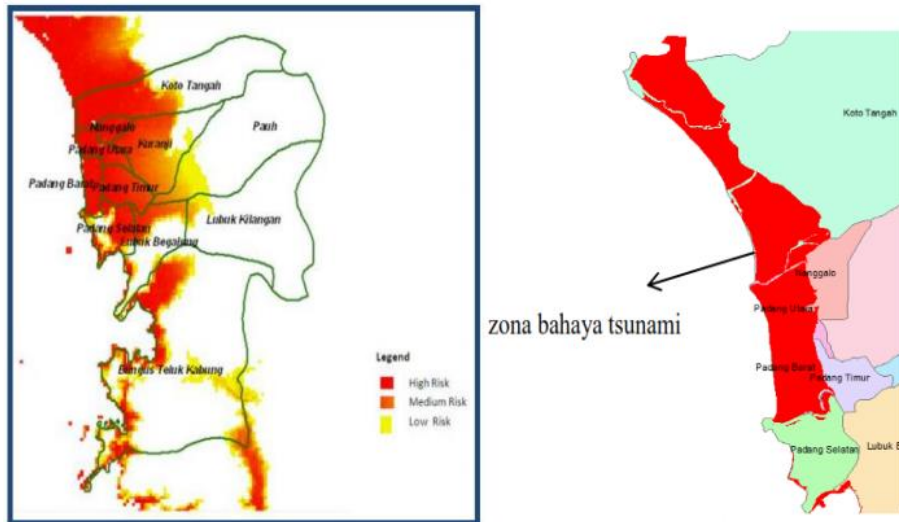 Koto Tangah
Pauh
Nanggalo
Kuranji
Padang Utara
Padang Barat
Padang Timur
Padang Selatan
Lubuk Kilangan
Lubuk Begalung
Bungus Teluk Kabung
Legend
High Risk
Medium Risk
Low Risk
zona bahaya tsunami
Koto Tangah
Nanggalo
Padang Utara
Padang Barat
Padang Timur
Padang Selatan
Lubuk B